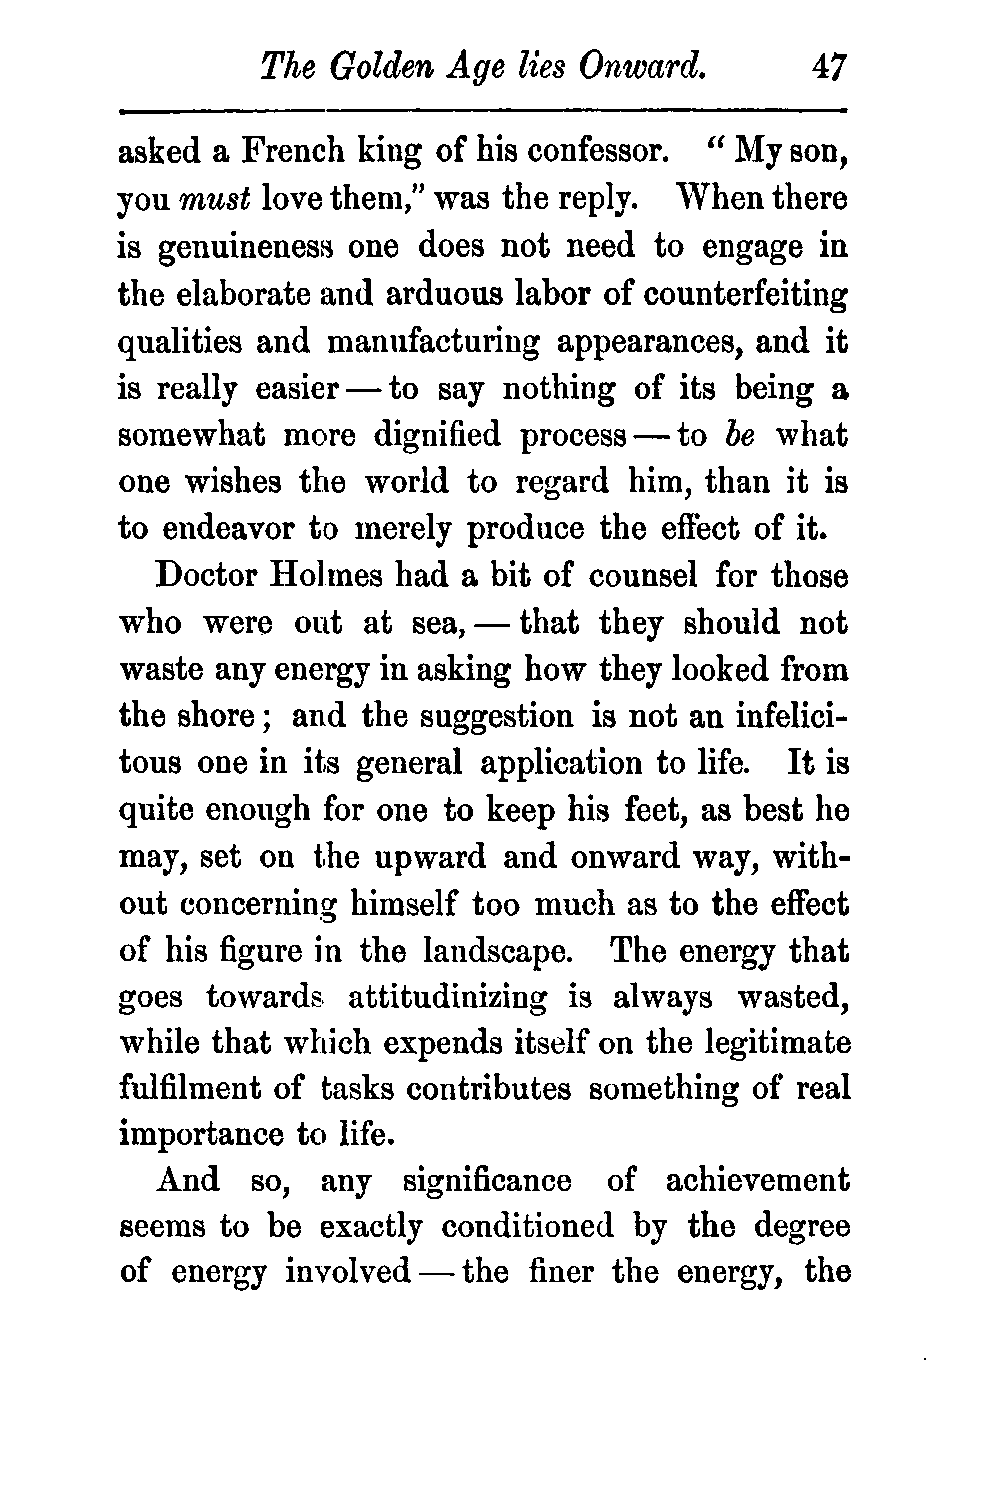 The Golden Age lies Onward. 47
asked a French king of his confessor. “ My son,
you must love them,” was the reply. When there
is genuineness one does not need to engage in
the elaborate and arduous labor of counterfeiting
qualities and manufacturing appearances, and it
is really easier — to say nothing of its being a
somewhat more dignified process — to be what
one wishes the world to regard him, than it is
to endeavor to merely produce the effect of it.
Doctor Holmes had a bit of counsel for those
who were out at sea, — that they should not
waste any energy in asking how they looked from
the shore ; and the suggestion is not an infelici-
tous one in its general application to life. It is
quite enough for one to keep his feet, as best he
may, set on the upward and onward way, with-
out concerning himself too much as to the effect
of his figure in the landscape. The energy that
goes towards attitudinizing is always wasted,
while that which expends itself on the legitimate
fulfilment of tasks contributes something of real
importance to life.
And so, any significance of achievement
seems to be exactly conditioned by the degree
of energy involved — the finer the energy, the